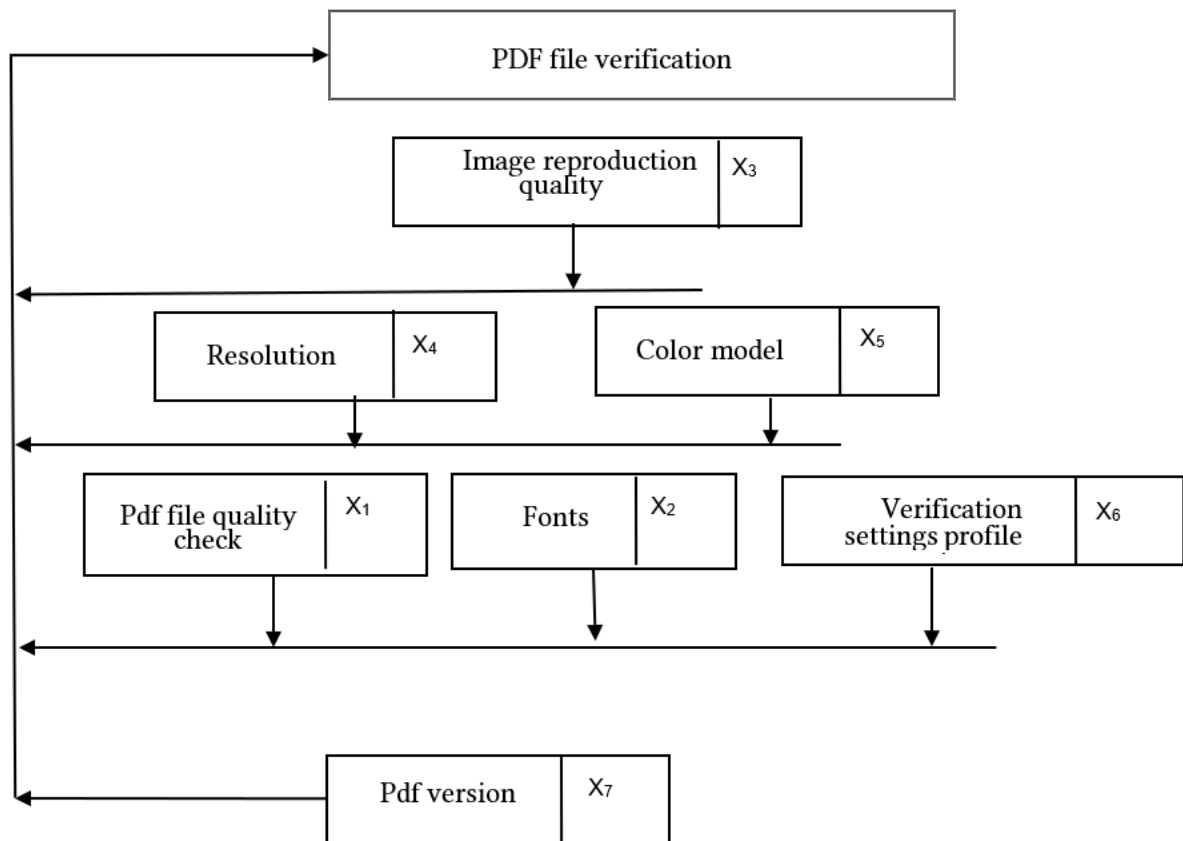 PDF file verification
Image reproduction
quality
X₃
Resolution
X₄
Color model
X₅
Pdf file quality
check
X₁
Fonts
X₂
Verification
settings profile
X₆
Pdf version
X₇